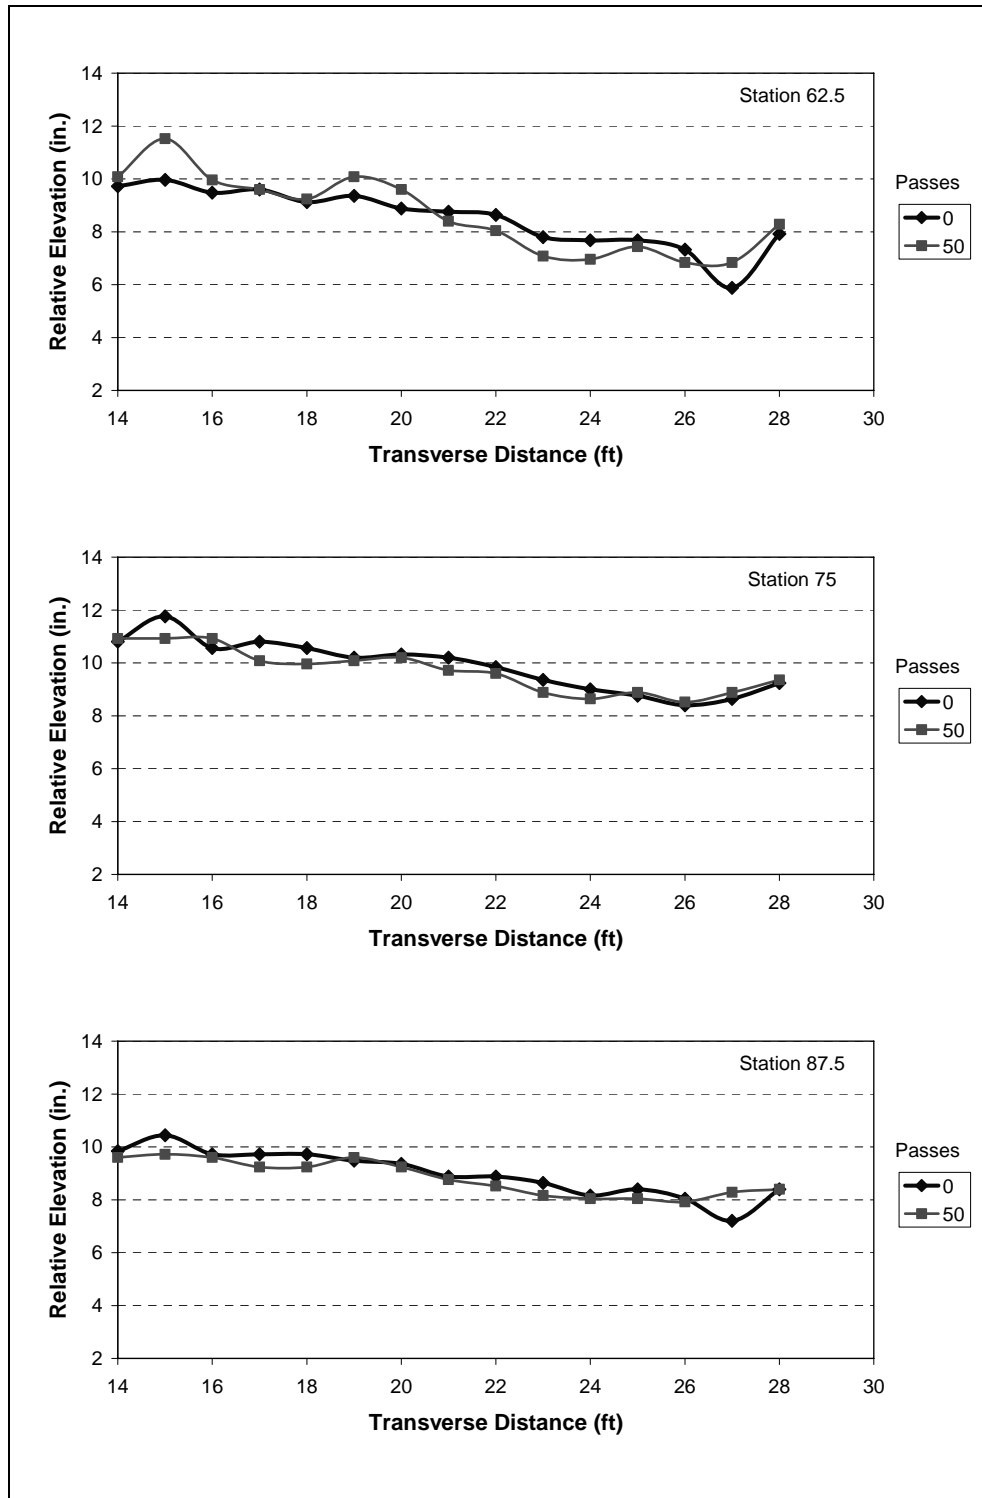 Station 62.5
14
12
10
8
6
4
2
Relative Elevation (in.)
14 16 18 20 22 24 26 28 30
Transverse Distance (ft)
Passes
0
50
Station 75
14
12
10
8
6
4
2
Relative Elevation (in.)
14 16 18 20 22 24 26 28 30
Transverse Distance (ft)
Passes
0
50
Station 87.5
14
12
10
8
6
4
2
Relative Elevation (in.)
14 16 18 20 22 24 26 28 30
Transverse Distance (ft)
Passes
0
50